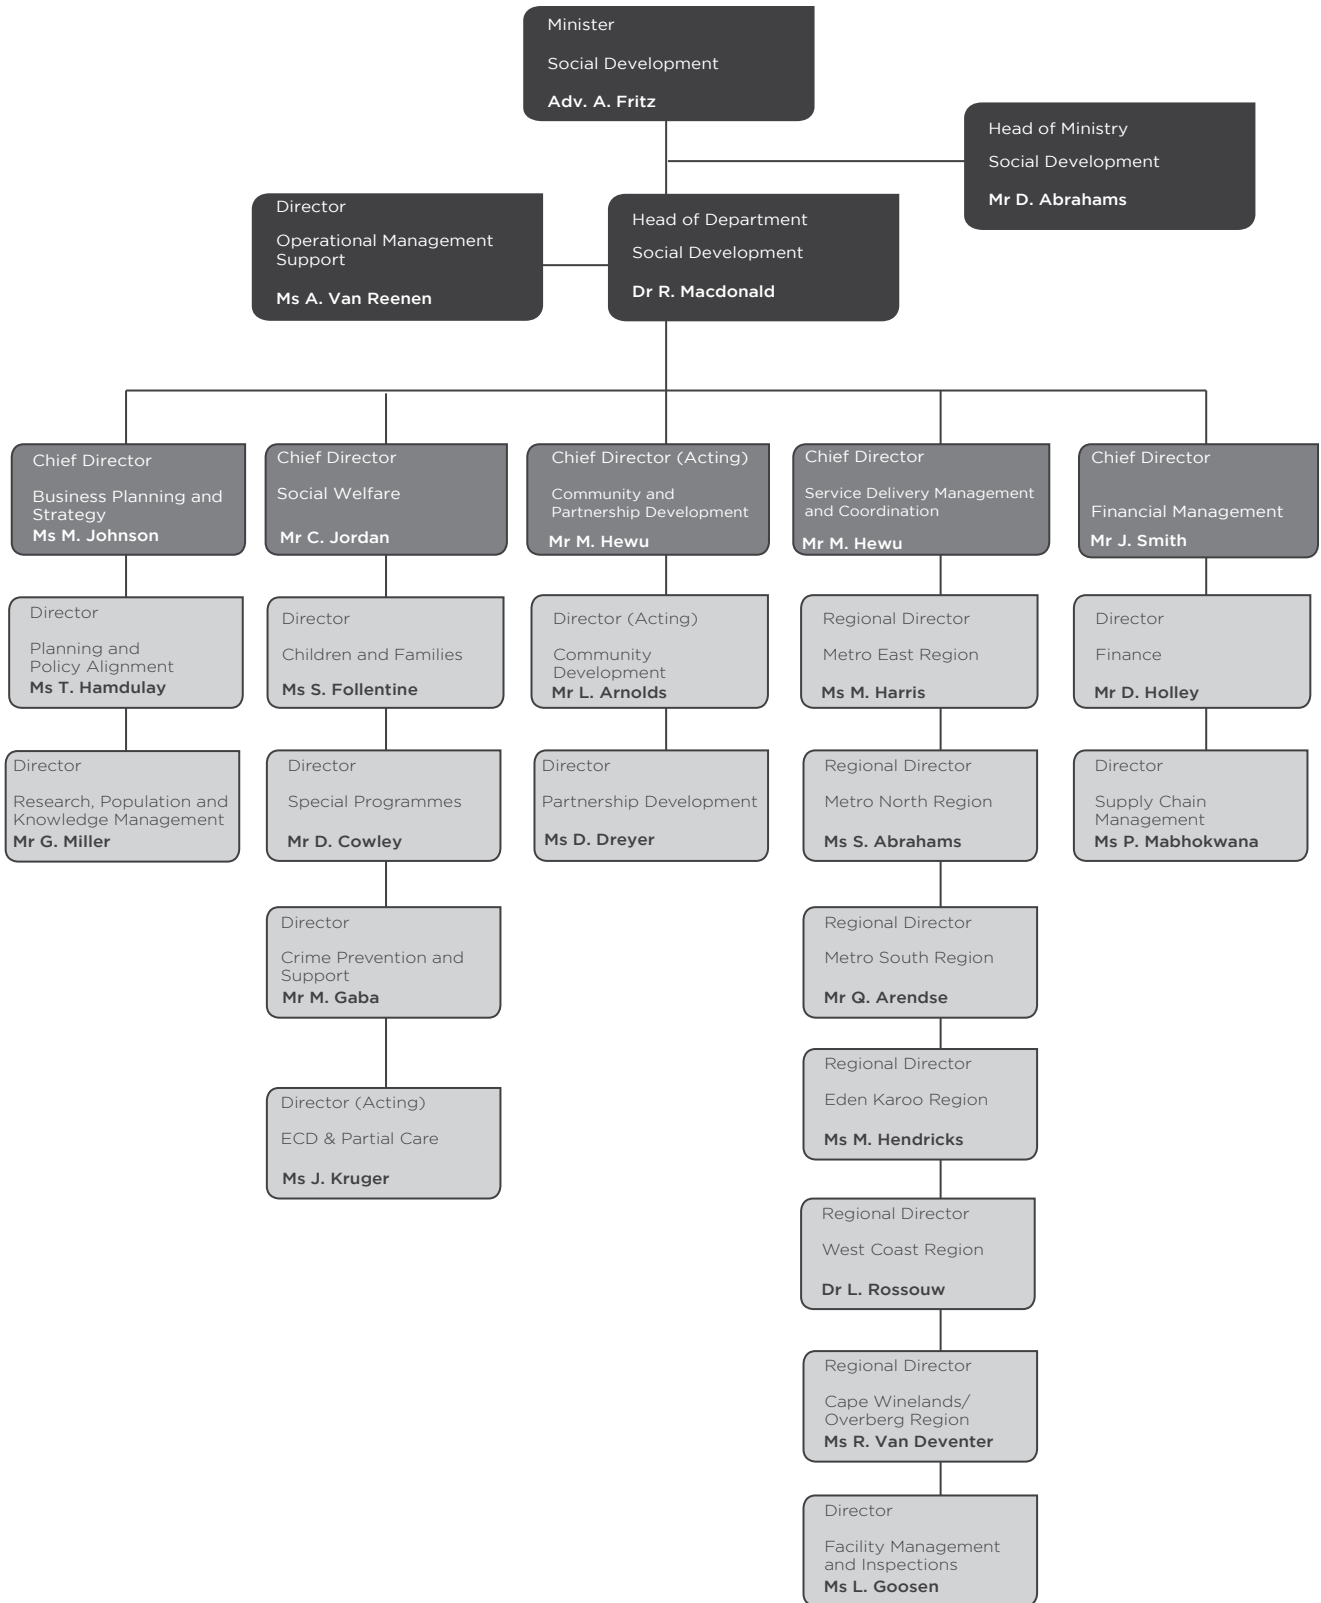 Minister
Social Development
Adv. A. Fritz
Head of Ministry
Social Development
Mr D. Abrahams
Director
Operational Management
Support
Ms A. Van Reenen
Head of Department
Social Development
Dr R. Macdonald
Chief Director
Business Planning and
Strategy
Ms M. Johnson
Chief Director
Social Welfare
Mr C. Jordan
Chief Director (Acting)
Community and
Partnership Development
Mr M. Hewu
Chief Director
Service Delivery Management
and Coordination
Mr M. Hewu
Chief Director
Financial Management
Mr J. Smith
Director
Planning and
Policy Alignment
Ms T. Hamdulay
Director
Children and Families
Ms S. Follentine
Director (Acting)
Community
Development
Mr L. Arnolds
Regional Director
Metro East Region
Ms M. Harris
Director
Finance
Mr D. Holley
Director
Research, Population and
Knowledge Management
Mr G. Miller
Director
Special Programmes
Mr D. Cowley
Director
Partnership Development
Ms D. Dreyer
Regional Director
Metro North Region
Ms S. Abrahams
Director
Supply Chain
Management
Ms P. Mabhokwana
Director
Crime Prevention and
Support
Mr M. Gaba
Regional Director
Metro South Region
Mr Q. Arendse
Regional Director
Eden Karoo Region
Ms M. Hendricks
Director (Acting)
ECD & Partial Care
Ms J. Kruger
Regional Director
West Coast Region
Dr L. Rossouw
Regional Director
Cape Winelands/
Overberg Region
Ms R. Van Deventer
Director
Facility Management
and Inspections
Ms L. Goosen